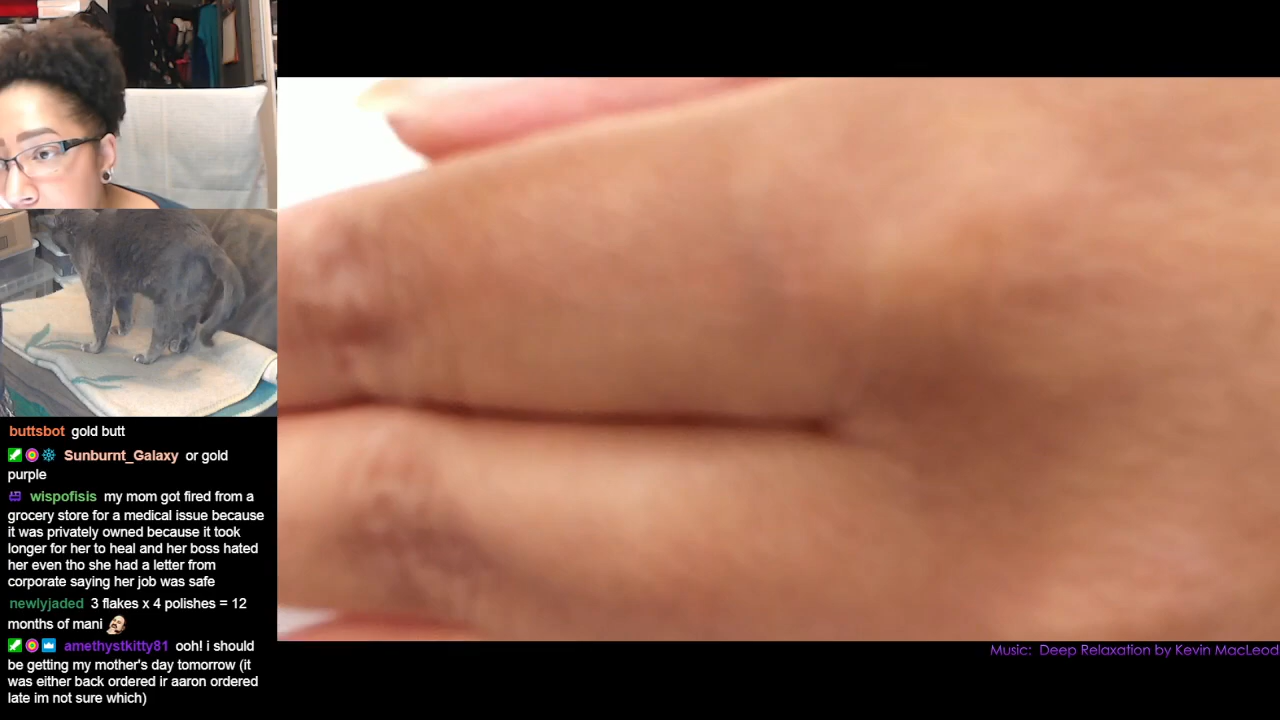 buttsbot gold butt
Sunburnt_Galaxy or gold
purple
wispofisis my mom got fired from a
grocery store for a medical issue because
it was privately owned because it took
longer for her to heal and her boss hated
her even tho she had a letter from
corporate saying her job was safe
newlyjaded 3 flakes x 4 polishes = 12
months of mani
amethystkitty81 ooh! i should
be getting my mother's day tomorrow (it
was either back ordered ir aaron ordered
late im not sure which)
Music: Deep Relaxation by Kevin MacLeod